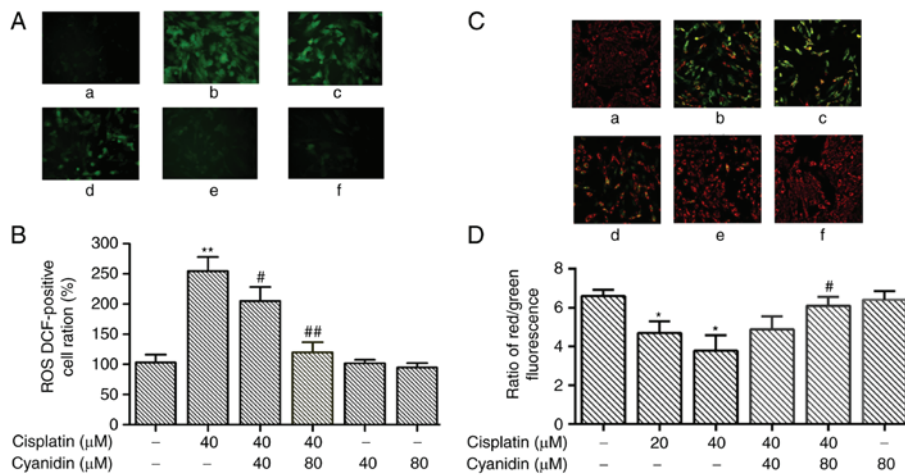 A
a
b
c
d
e
f
B
ROS DCF-positive
cell ration (%)
300
250
200
150
100
50
0
**
#
##
Cisplatin (μM) – 40 40 40 – –
Cyanidin (μM) – – 40 80 40 80
C
a
b
c
d
e
f
D
Ratio of red/green
fluorescence
8
6
4
2
0
*
*
#
Cisplatin (μM) – 20 40 40 40 –
Cyanidin (μM) – – – 40 80 80